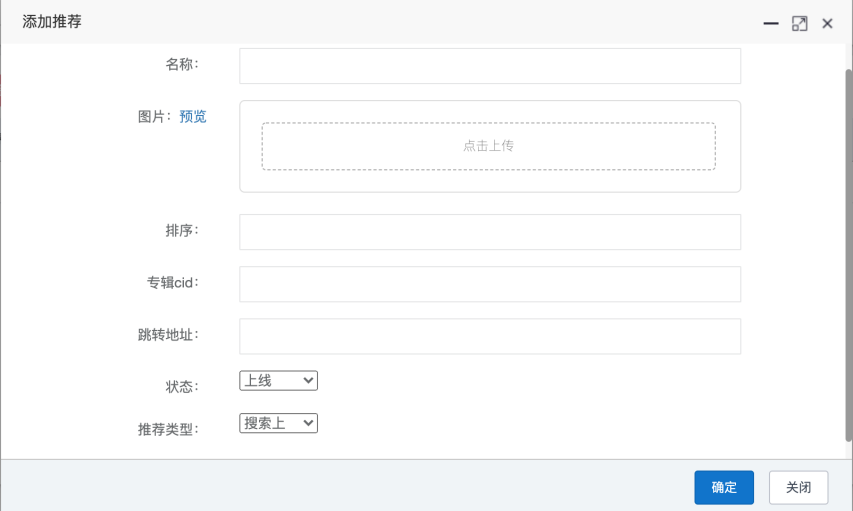 添加推荐
名称：
图片：预览
点击上传
排序：
专辑cid：
跳转地址：
状态：
上线
推荐类型：
搜索上
确定
关闭